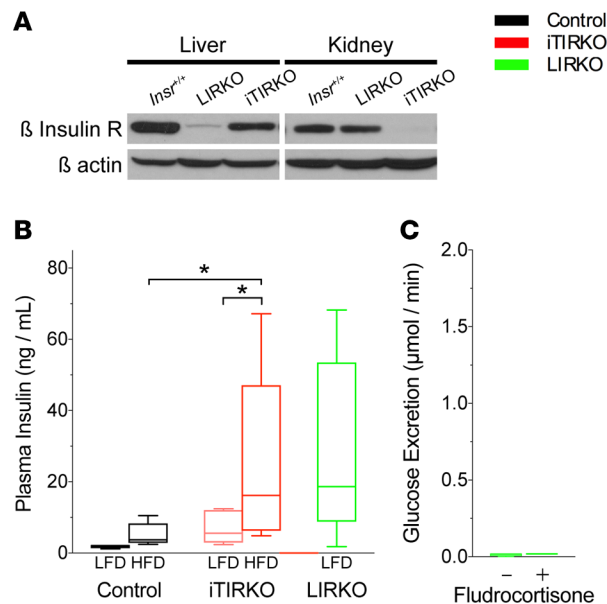 A
Control
iTIRKO
LIRKO
Liver
Kidney
Insr+/+
LIRKO
iTIRKO
Insr+/+
LIRKO
iTIRKO
ß Insulin R
ß actin
B
Plasma Insulin (ng / mL)
80
60
40
20
0
*
*
LFD HFD
LFD HFD
LFD
Control
iTIRKO
LIRKO
C
Glucose Excretion (µmol / min)
2.0
1.5
1.0
0.5
0.0
– +
Fludrocortisone